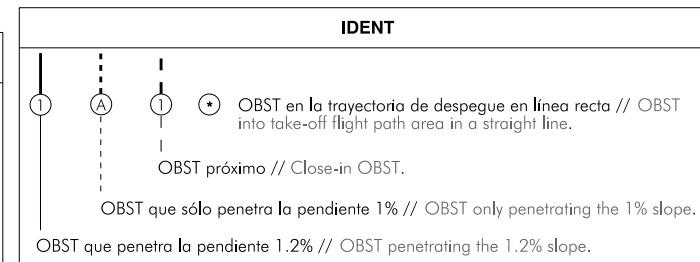 IDENT
1 A 1 * OBST en la trayectoria de despegue en línea recta // OBST
into take-off flight path area in a straight line.
OBST próximo // Close-in OBST.
OBST que sólo penetra la pendiente 1% // OBST only penetrating the 1% slope.
OBST que penetra la pendiente 1.2% // OBST penetrating the 1.2% slope.